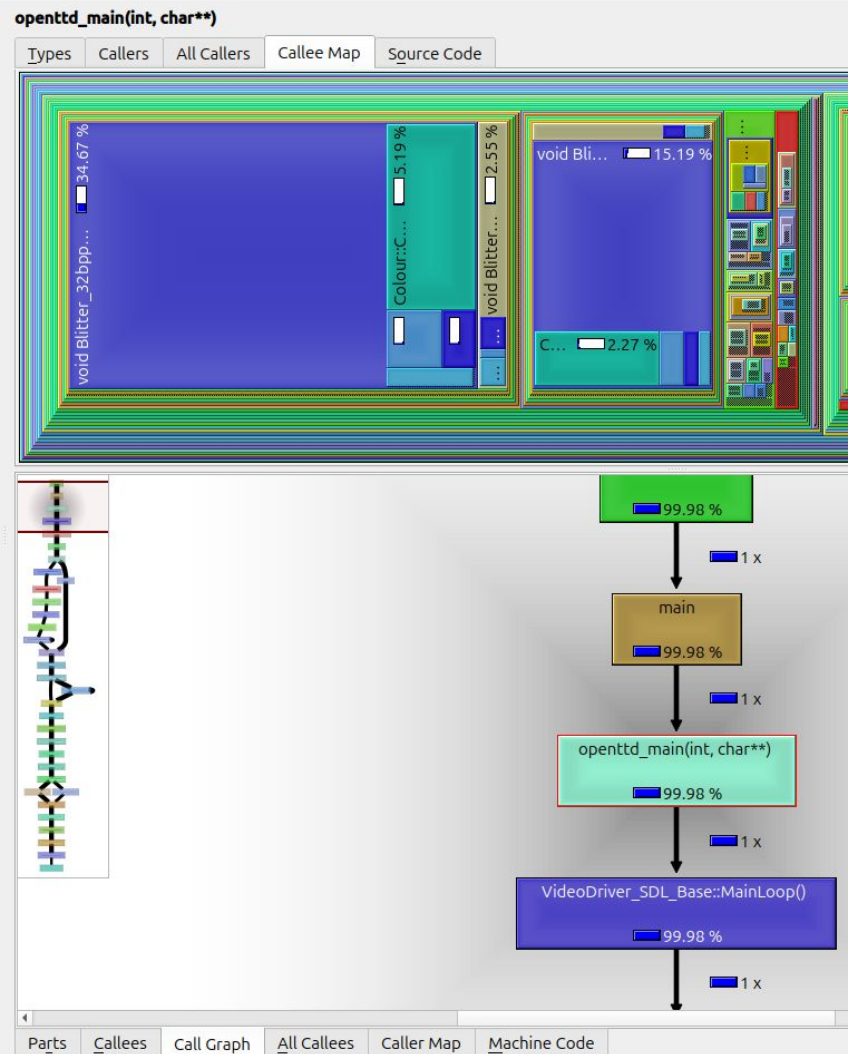 openttd_main(int, char**)
Types Callers All Callers Callee Map Source Code
void Blitter_32bpp... 34.67 %
Colour::C... 5.19 %
void Blitter... 2.55 %
void Bli... 15.19 %
C... 2.27 %
...
...
...
...
99.98 %
1 x
main
99.98 %
1 x
openttd_main(int, char**)
99.98 %
1 x
VideoDriver_SDL_Base::MainLoop()
99.98 %
1 x
Parts Callees Call Graph All Callees Caller Map Machine Code